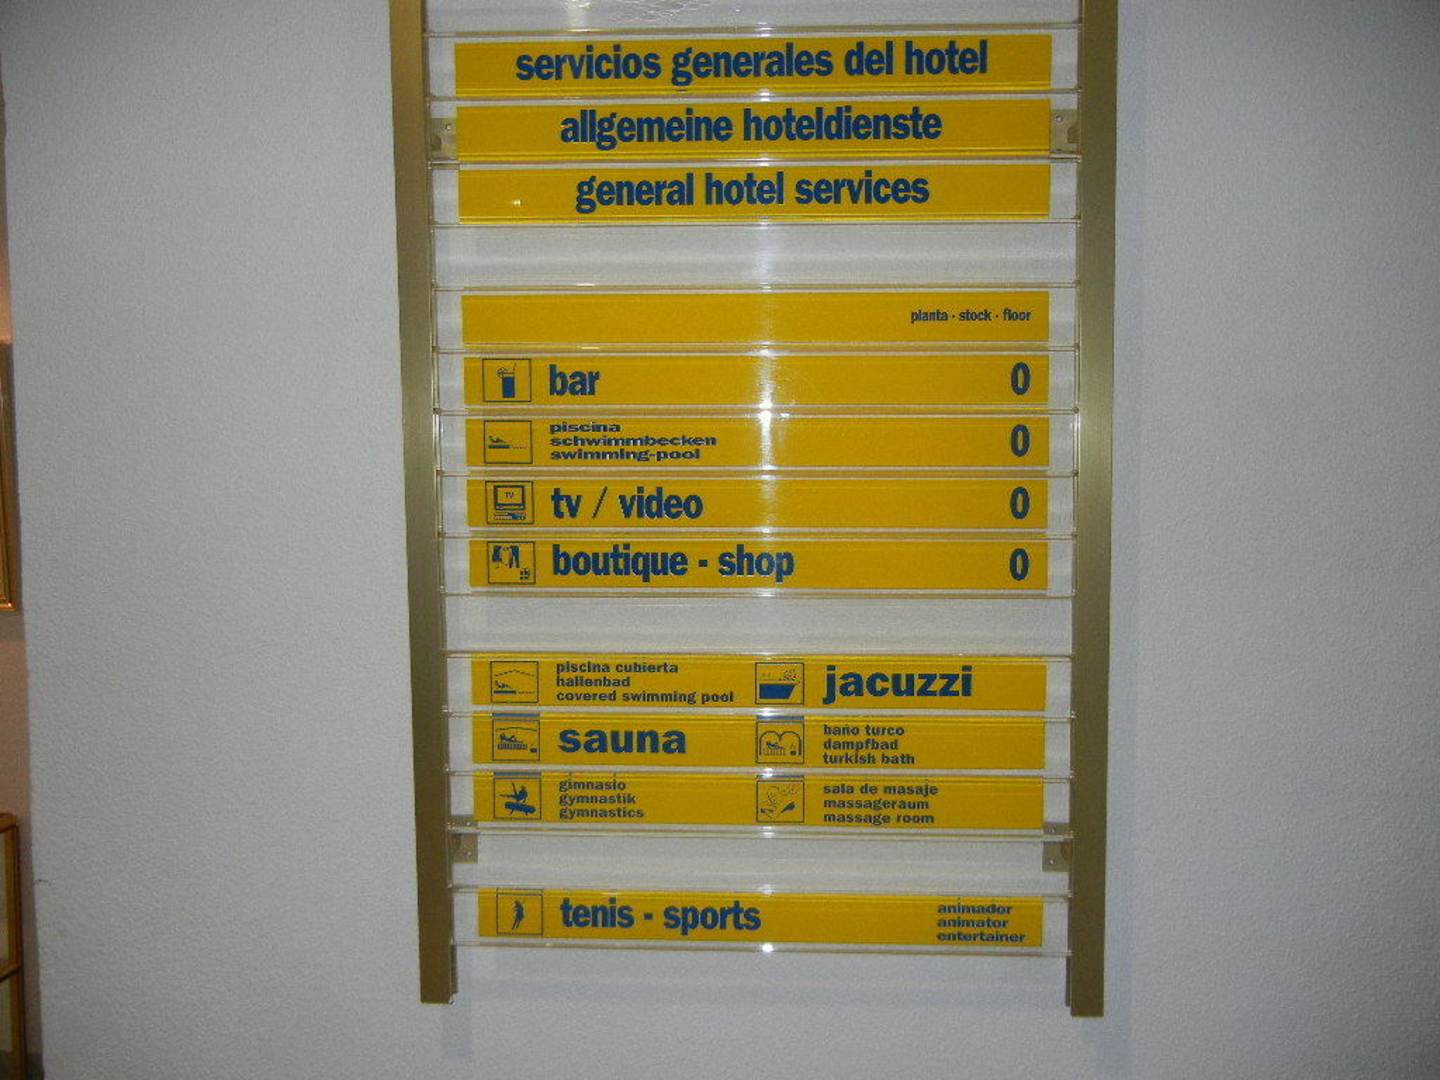 servicios generales del hotel
allgemeine hoteldienste
general hotel services
planta · stock · floor
bar 0
piscina
schwimmbecken
swimming-pool
0
TV
tv / video 0
boutique - shop 0
piscina cubierta
hallenbad
covered swimming pool
jacuzzi
sauna
baño turco
dampfbad
turkish bath
gimnasio
gymnastik
gymnastics
sala de masaje
massageraum
massage room
tenis - sports
animador
animator
entertainer